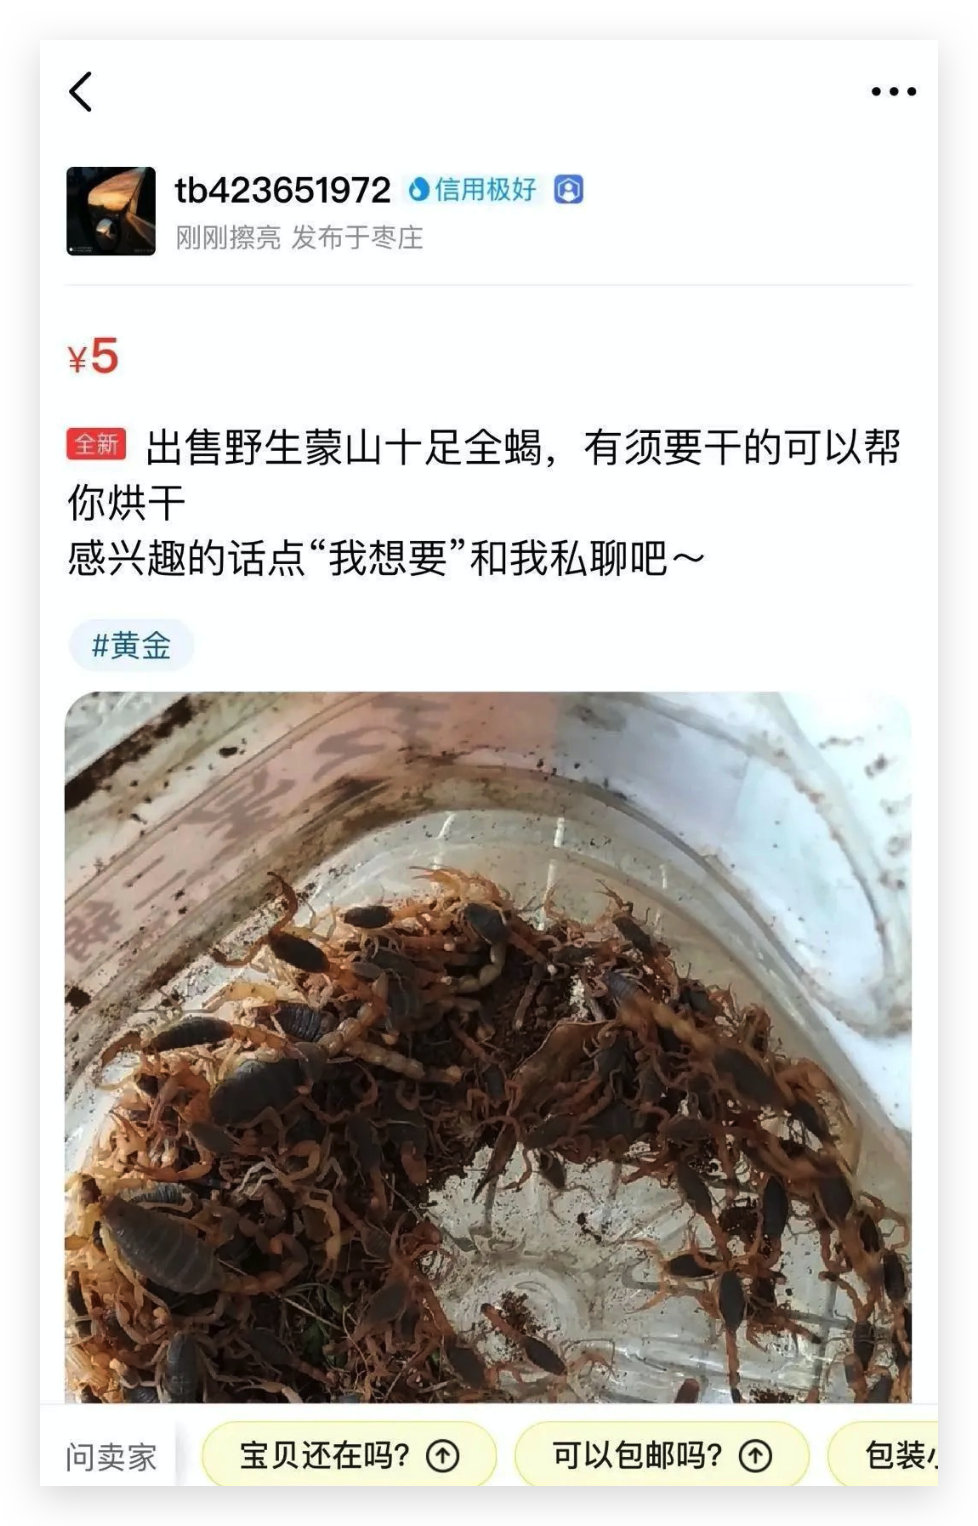 tb423651972 信用极好
刚刚擦亮 发布于枣庄
¥5
全新 出售野生蒙山十足全蝎，有须要干的可以帮
你烘干
感兴趣的话点“我想要”和我私聊吧～
#黄金
问卖家 宝贝还在吗? 可以包邮吗? 包装